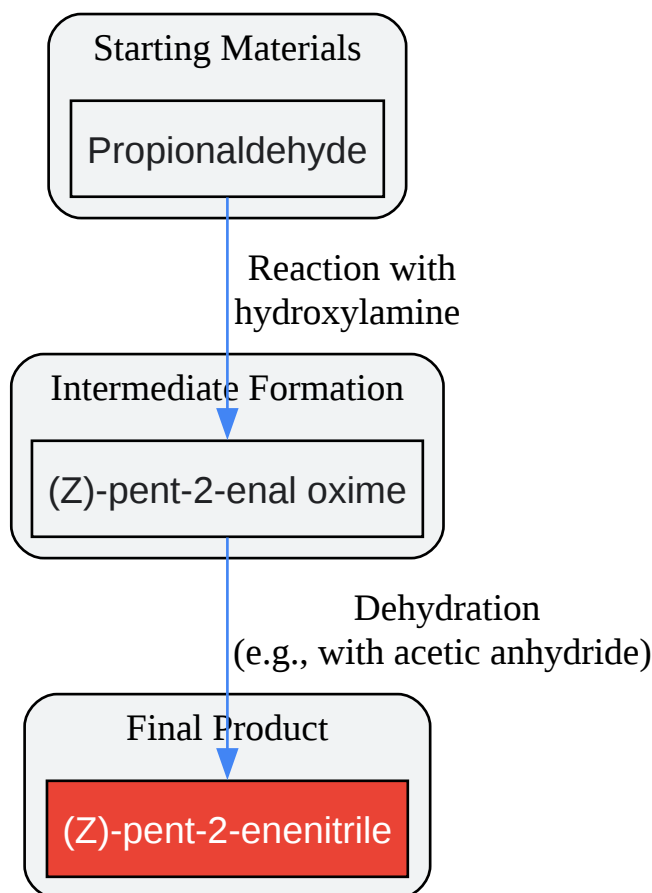 Starting Materials
Propionaldehyde
Reaction with
hydroxylamine
Intermediate Formation
(Z)-pent-2-enal oxime
Dehydration
(e.g., with acetic anhydride)
Final Product
(Z)-pent-2-enenitrile